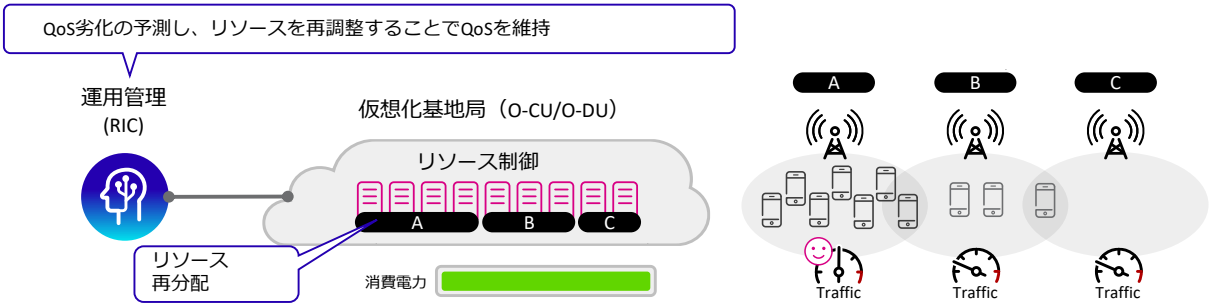 QoS劣化の予測し、リソースを再調整することでQoSを維持
運用管理
(RIC)
仮想化基地局（O-CU/O-DU）
リソース制御
A
B
C
リソース
再分配
消費電力
A
B
C
Traffic
Traffic
Traffic